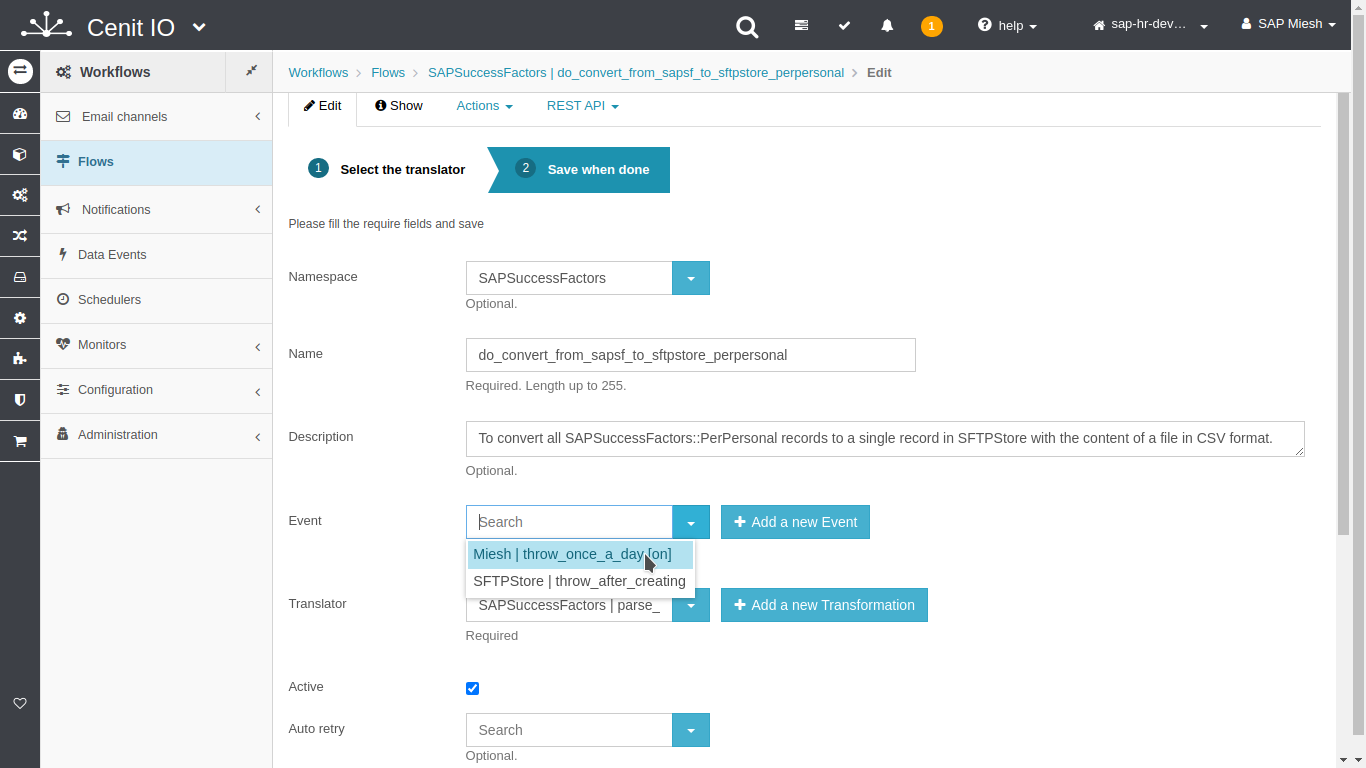 Cenit IO
1
help
sap-hr-dev…
SAP Miesh
Workflows
Workflows
Flows
SAPSuccessFactors | do_convert_from_sapsf_to_sftpstore_perpersonal
Edit
Email channels
Flows
Notifications
Data Events
Schedulers
Monitors
Configuration
Administration
Edit
Show
Actions
REST API
1
Select the translator
2
Save when done
Please fill the require fields and save
Namespace
SAPSuccessFactors
Optional.
Name
do_convert_from_sapsf_to_sftpstore_perpersonal
Required. Length up to 255.
Description
To convert all SAPSuccessFactors::PerPersonal records to a single record in SFTPStore with the content of a file in CSV format.
Optional.
Event
Search
Add a new Event
Miesh | throw_once_a_day [on]
SFTPStore | throw_after_creating
Translator
SAPSuccessFactors | parse_
Add a new Transformation
Required
Active
Auto retry
Search
Optional.